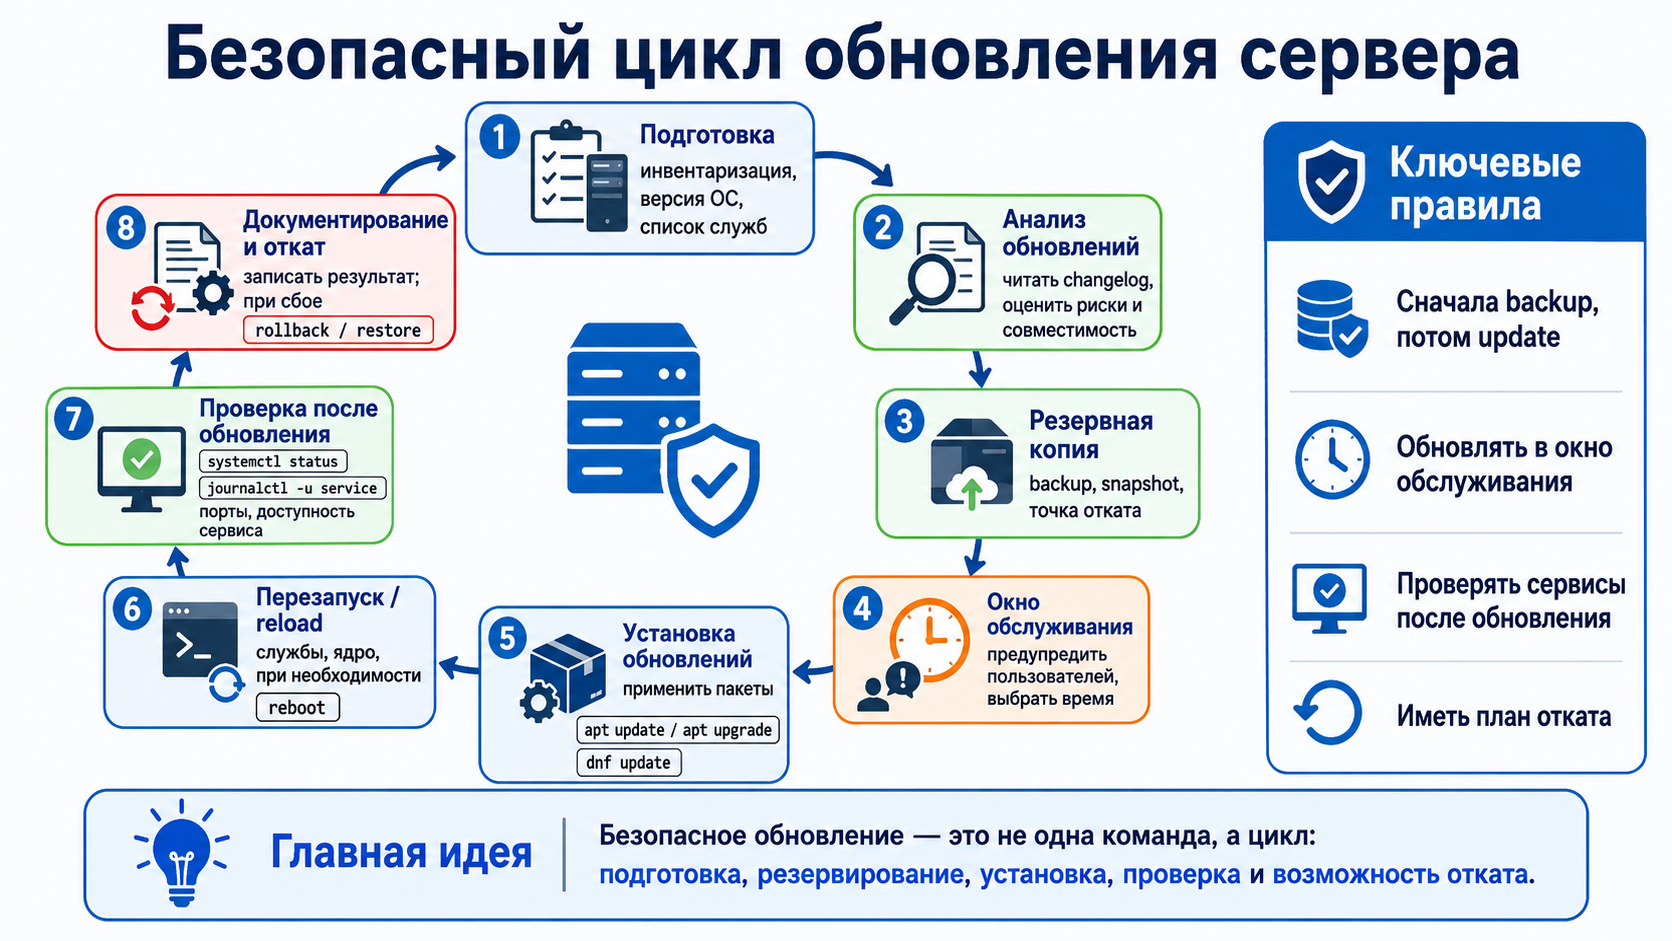 Безопасный цикл обновления сервера
1
Подготовка
инвентаризация,
версия ОС,
список служб
2
Анализ
обновлений
читать changelog,
оценить риски и
совместимость
3
Резервная
копия
backup, snapshot,
точка отката
4
Окно
обслуживания
предупредить
пользователей,
выбрать время
5
Установка
обновлений
применить пакеты
apt update / apt upgrade
dnf update
6
Перезапуск /
reload
службы, ядро,
при необходимости
reboot
7
Проверка после
обновления
systemctl status
journalctl -u service
порты, доступность
сервиса
8
Документирование
и откат
записать результат;
при сбое
rollback / restore
Ключевые
правила
Сначала backup,
потом update
Обновлять в окно
обслуживания
Проверять сервисы
после обновления
Иметь план отката
Главная идея
Безопасное обновление — это не одна команда, а цикл:
подготовка, резервирование, установка, проверка и возможность отката.